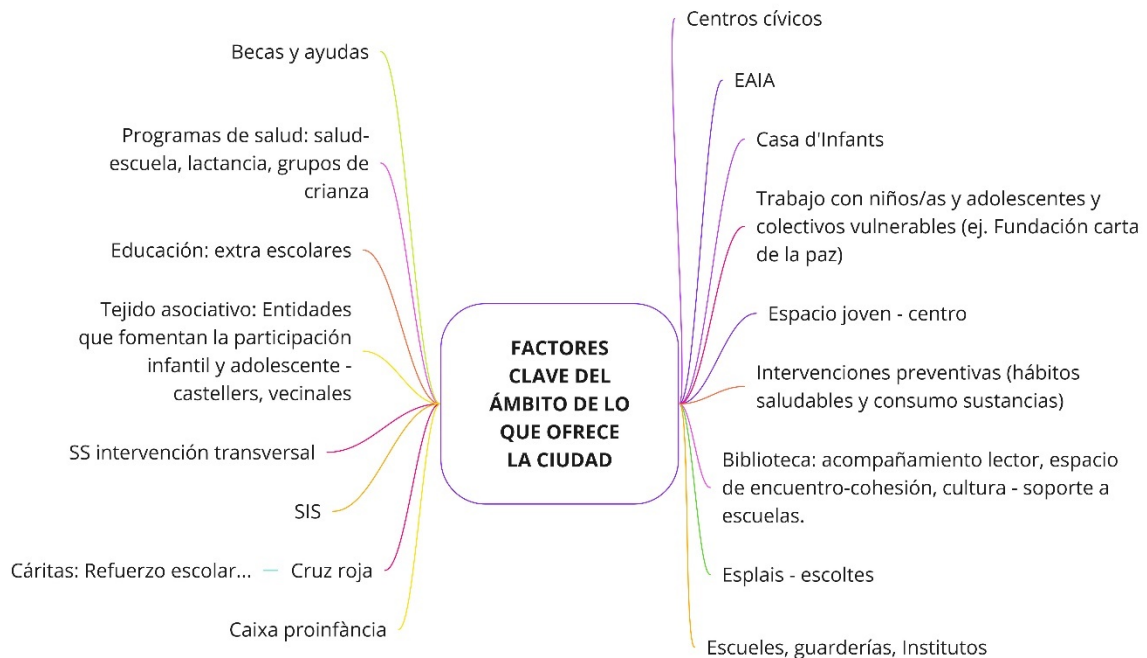 FACTORES
CLAVE DEL
ÁMBITO DE LO
QUE OFRECE
LA CIUDAD
Becas y ayudas
Programas de salud: salud-
escuela, lactancia, grupos de
crianza
Educación: extra escolares
Tejido asociativo: Entidades
que fomentan la participación
infantil y adolescente -
castellers, vecinales
SS intervención transversal
SIS
Cáritas: Refuerzo escolar... — Cruz roja
Caixa proinfància
Centros cívicos
EAIA
Casa d'Infants
Trabajo con niños/as y adolescentes y
colectivos vulnerables (ej. Fundación carta
de la paz)
Espacio joven - centro
Intervenciones preventivas (hábitos
saludables y consumo sustancias)
Biblioteca: acompañamiento lector, espacio
de encuentro-cohesión, cultura - soporte a
escuelas.
Esplais - escoltes
Escueles, guarderías, Institutos